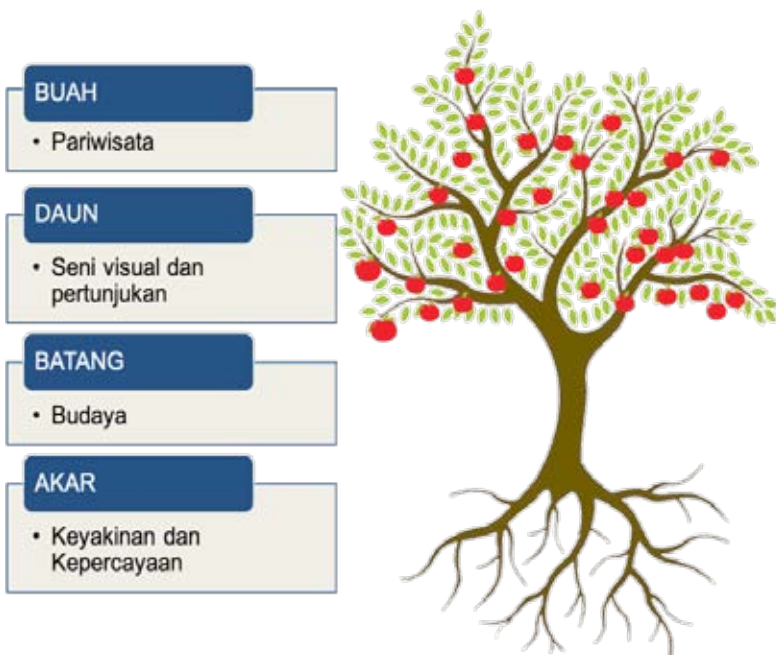 BUAH
• Pariwisata
DAUN
• Seni visual dan
pertunjukan
BATANG
• Budaya
AKAR
• Keyakinan dan
Kepercayaan